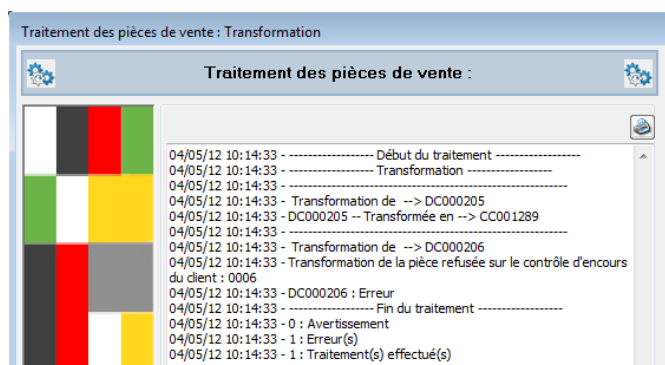 Traitement des pièces de vente : Transformation
Traitement des pièces de vente :
04/05/12 10:14:33 - ------------------ Début du traitement ------------------
04/05/12 10:14:33 - ------------------ Transformation ------------------
04/05/12 10:14:33 - -----------------------------------------------------------
04/05/12 10:14:33 -  Transformation de  --> DC000205
04/05/12 10:14:33 -DC000205 -- Transformée en --> CC001289
04/05/12 10:14:33 - -----------------------------------------------------------
04/05/12 10:14:33 -  Transformation de  --> DC000206
04/05/12 10:14:33 -Transformation de la pièce refusée sur le contrôle d'encours
du client : 0006
04/05/12 10:14:33 -DC000206 : Erreur
04/05/12 10:14:33 - ------------------ Fin du traitement ------------------
04/05/12 10:14:33 - 0 : Avertissement
04/05/12 10:14:33 - 1 : Erreur(s)
04/05/12 10:14:33 - 1 : Traitement(s) effectué(s)